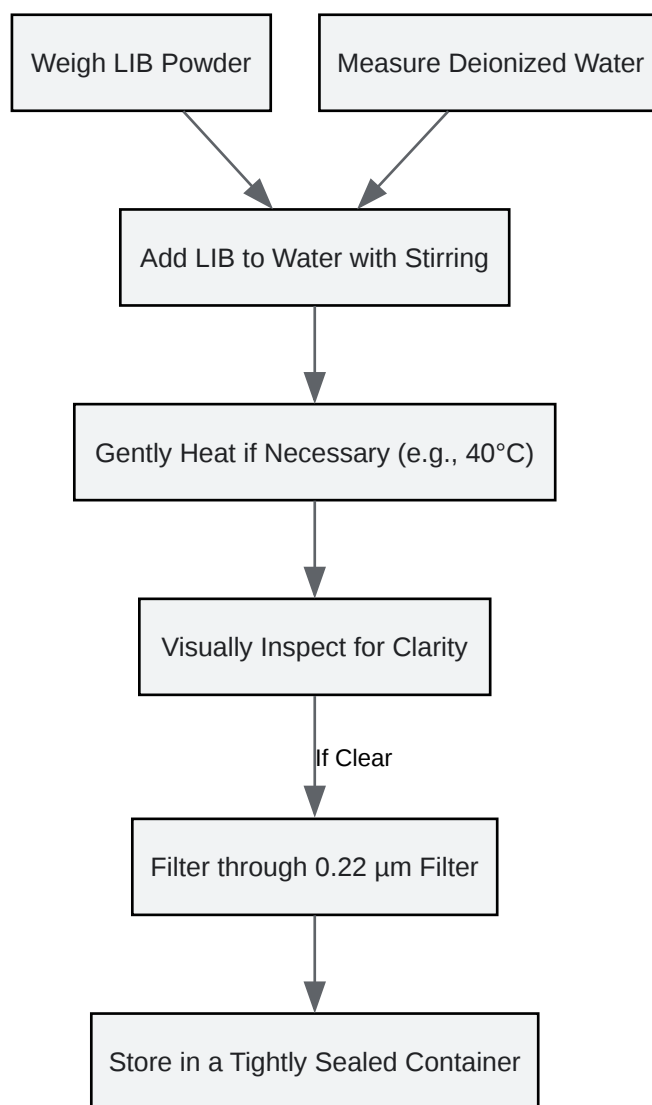 Weigh LIB Powder
Measure Deionized Water
Add LIB to Water with Stirring
Gently Heat if Necessary (e.g., 40°C)
Visually Inspect for Clarity
If Clear
Filter through 0.22 µm Filter
Store in a Tightly Sealed Container